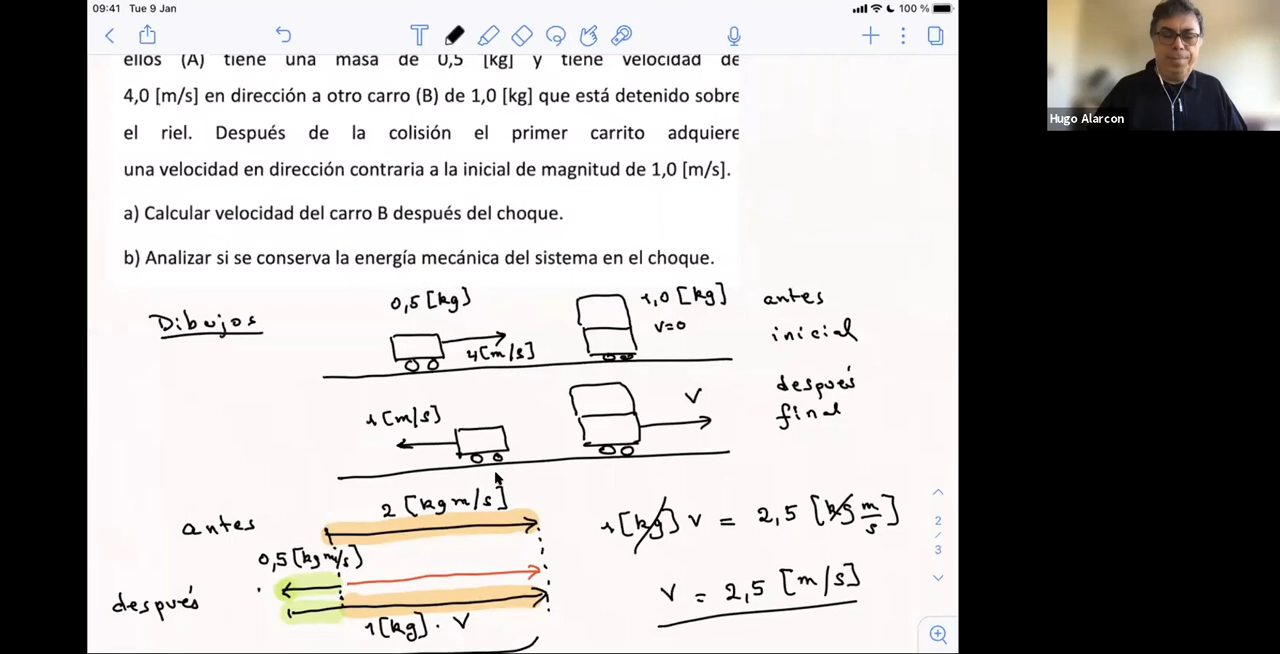 09:41 Tue 9 Jan
100 %
T
Hugo Alarcon
ellos (A) tiene una masa de 0,5 [kg] y tiene velocidad de
4,0 [m/s] en dirección a otro carro (B) de 1,0 [kg] que está detenido sobre
el riel. Después de la colisión el primer carrito adquiere
una velocidad en dirección contraria a la inicial de magnitud de 1,0 [m/s].
a) Calcular velocidad del carro B después del choque.
b) Analizar si se conserva la energía mecánica del sistema en el choque.
Dibujos
0,5 [kg]
1,0 [kg]
v=0
antes
inicial
4[m/s]
después
final
1[m/s]
v
antes
2 [kg m/s]
1[kg] v = 2,5 [kg m/s]
0,5 [kg m/s]
después
1[kg] · v
v = 2,5 [m/s]
2
/
3